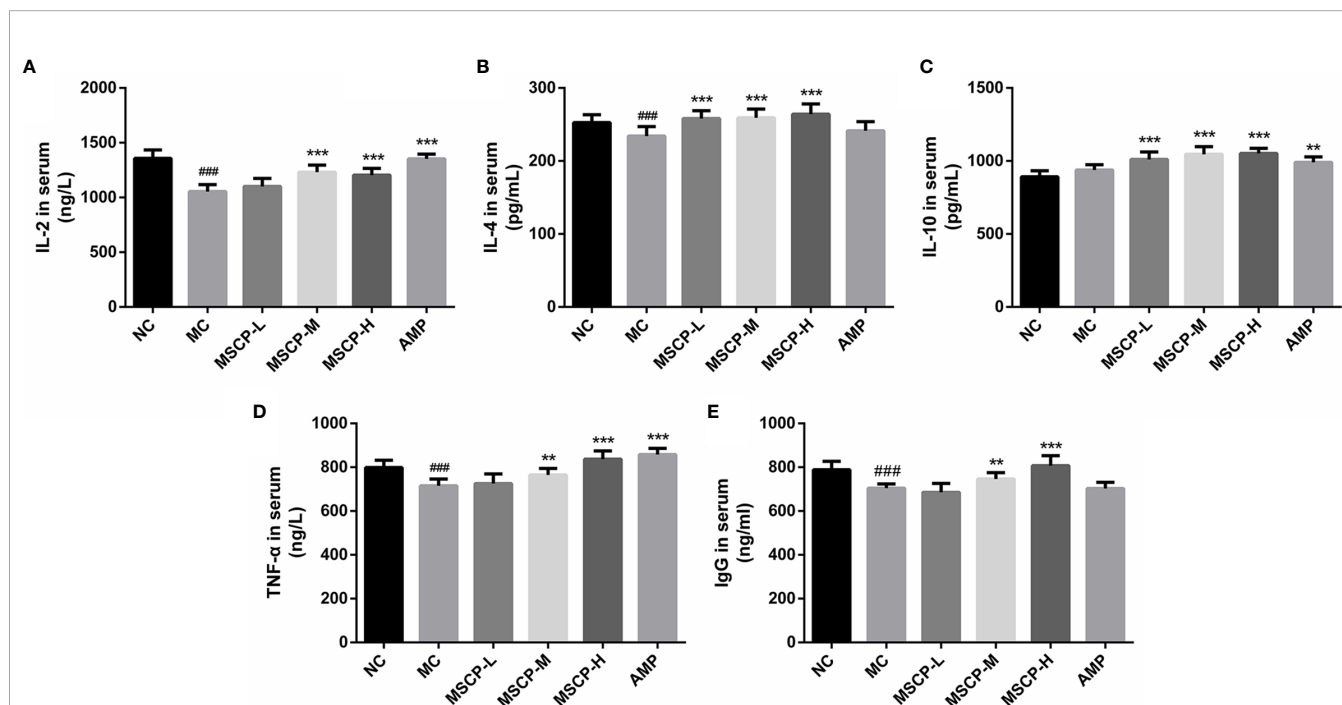 A
IL-2 in serum
(ng/L)
2000
1500
1000
500
0
###
***
***
***
NC
MC
MSCP-L
MSCP-M
MSCP-H
AMP
B
IL-4 in serum
(pg/mL)
300
200
100
0
###
***
***
***
NC
MC
MSCP-L
MSCP-M
MSCP-H
AMP
C
IL-10 in serum
(pg/mL)
1500
1000
500
0
***
***
***
**
NC
MC
MSCP-L
MSCP-M
MSCP-H
AMP
D
TNF-α in serum
(ng/L)
1000
800
600
400
200
0
###
**
***
***
NC
MC
MSCP-L
MSCP-M
MSCP-H
AMP
E
IgG in serum
(ng/ml)
1000
800
600
400
200
0
###
**
***
NC
MC
MSCP-L
MSCP-M
MSCP-H
AMP